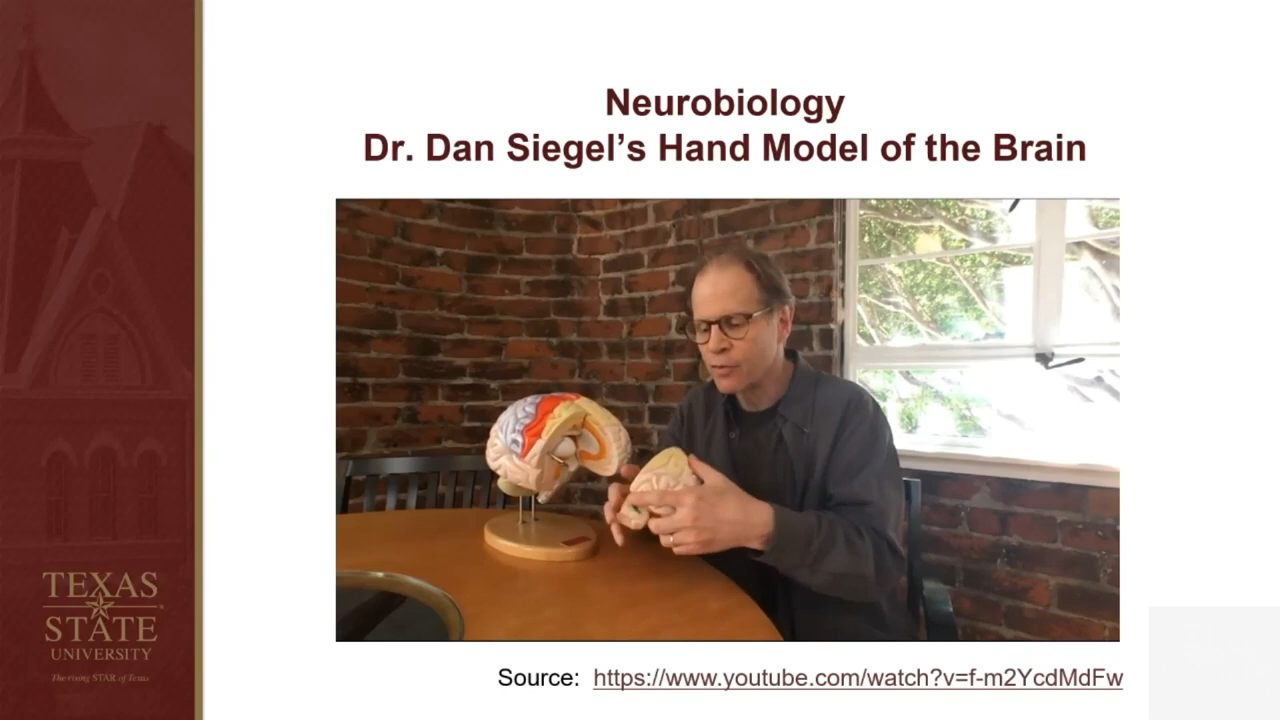 Neurobiology
Dr. Dan Siegel’s Hand Model of the Brain
TEXAS
STATE
UNIVERSITY
The rising STAR of Texas
Source: https://www.youtube.com/watch?v=f-m2YcdMdFw